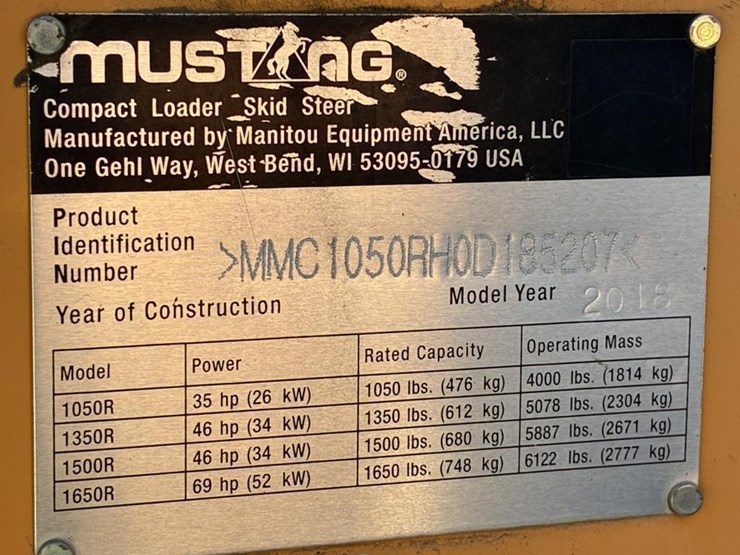 MUSTANG®
Compact Loader Skid Steer
Manufactured by Manitou Equipment America, LLC
One Gehl Way, West Bend, WI 53095-0179 USA
Product
Identification
Number
>MMC1050RH0D185207<
Year of Construction
Model Year 2018
Model Power Rated Capacity Operating Mass
1050R 35 hp (26 kW) 1050 lbs. (476 kg) 4000 lbs. (1814 kg)
1350R 46 hp (34 kW) 1350 lbs. (612 kg) 5078 lbs. (2304 kg)
1500R 46 hp (34 kW) 1500 lbs. (680 kg) 5887 lbs. (2671 kg)
1650R 69 hp (52 kW) 1650 lbs. (748 kg) 6122 lbs. (2777 kg)